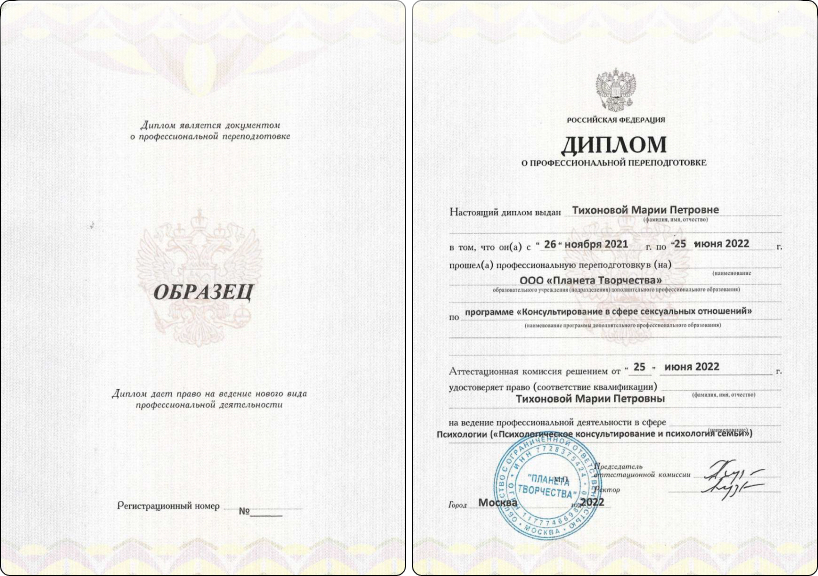 Диплом является документом
о профессиональной переподготовке
ОБРАЗЕЦ
Диплом дает право на ведение нового вида
профессиональной деятельности
Регистрационный номер №
РОССИЙСКАЯ ФЕДЕРАЦИЯ
ДИПЛОМ
О ПРОФЕССИОНАЛЬНОЙ ПЕРЕПОДГОТОВКЕ
Настоящий диплом выдан Тихоновой Марии Петровне
(фамилия, имя, отчество)
в том, что он(а) с " 26 " ноября 2021 г. по "25 июня 2022 г.
прошел(а) профессиональную переподготовку в (на)
(наименование
ООО «Планета Творчества»
образовательного учреждения (подразделения) дополнительного профессионального образования)
по программе «Консультирование в сфере сексуальных отношений»
(наименование программы дополнительного профессионального образования)
Аттестационная комиссия решением от " 25 " июня 2022 г.
удостоверяет право (соответствие квалификации)
(фамилия, имя, отчество)
Тихоновой Марии Петровны
на ведение профессиональной деятельности в сфере
(наименование)
Психологии («Психологическое консультирование и психология семьи»)
"ПЛАНЕТА
ТВОРЧЕСТВА"
МОСКВА
Председатель
аттестационной комиссии
Ректор
Город Москва 2022